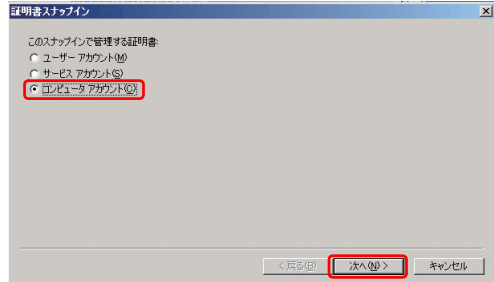 証明書スナップイン
このスナップインで管理する証明書:
ユーザー アカウント(M)
サービス アカウント(S)
コンピュータ アカウント(C)
< 戻る(B)
次へ(N) >
キャンセル